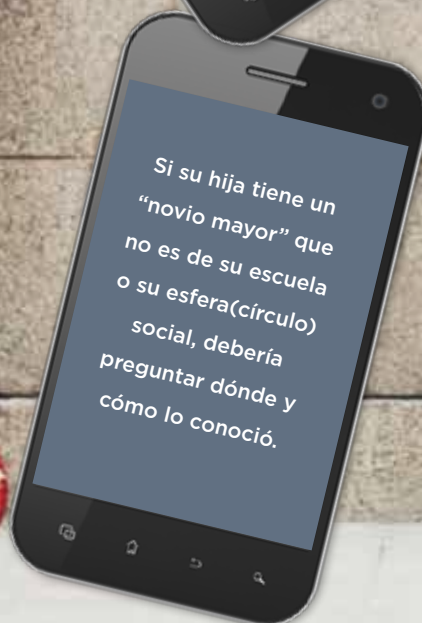 Si su hija tiene un
“novio mayor” que
no es de su escuela
o su esfera(círculo)
social, debería
preguntar dónde y
cómo lo conoció.